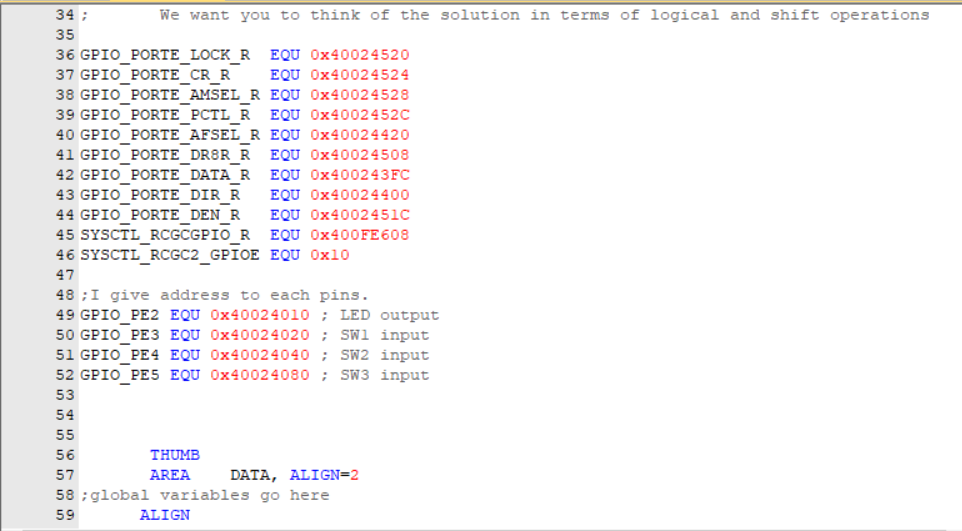 34 ;       We want you to think of the solution in terms of logical and shift operations
35
36 GPIO_PORTE_LOCK_R  EQU 0x40024520
37 GPIO_PORTE_CR_R    EQU 0x40024524
38 GPIO_PORTE_AMSEL_R EQU 0x40024528
39 GPIO_PORTE_PCTL_R  EQU 0x4002452C
40 GPIO_PORTE_AFSEL_R EQU 0x40024420
41 GPIO_PORTE_DR8R_R  EQU 0x40024508
42 GPIO_PORTE_DATA_R  EQU 0x400243FC
43 GPIO_PORTE_DIR_R   EQU 0x40024400
44 GPIO_PORTE_DEN_R   EQU 0x4002451C
45 SYSCTL_RCGCGPIO_R  EQU 0x400FE608
46 SYSCTL_RCGC2_GPIOE EQU 0x10
47
48 ;I give address to each pins.
49 GPIO_PE2 EQU 0x40024010 ; LED output
50 GPIO_PE3 EQU 0x40024020 ; SW1 input
51 GPIO_PE4 EQU 0x40024040 ; SW2 input
52 GPIO_PE5 EQU 0x40024080 ; SW3 input
53
54
55
56        THUMB
57        AREA    DATA, ALIGN=2
58 ;global variables go here
59       ALIGN